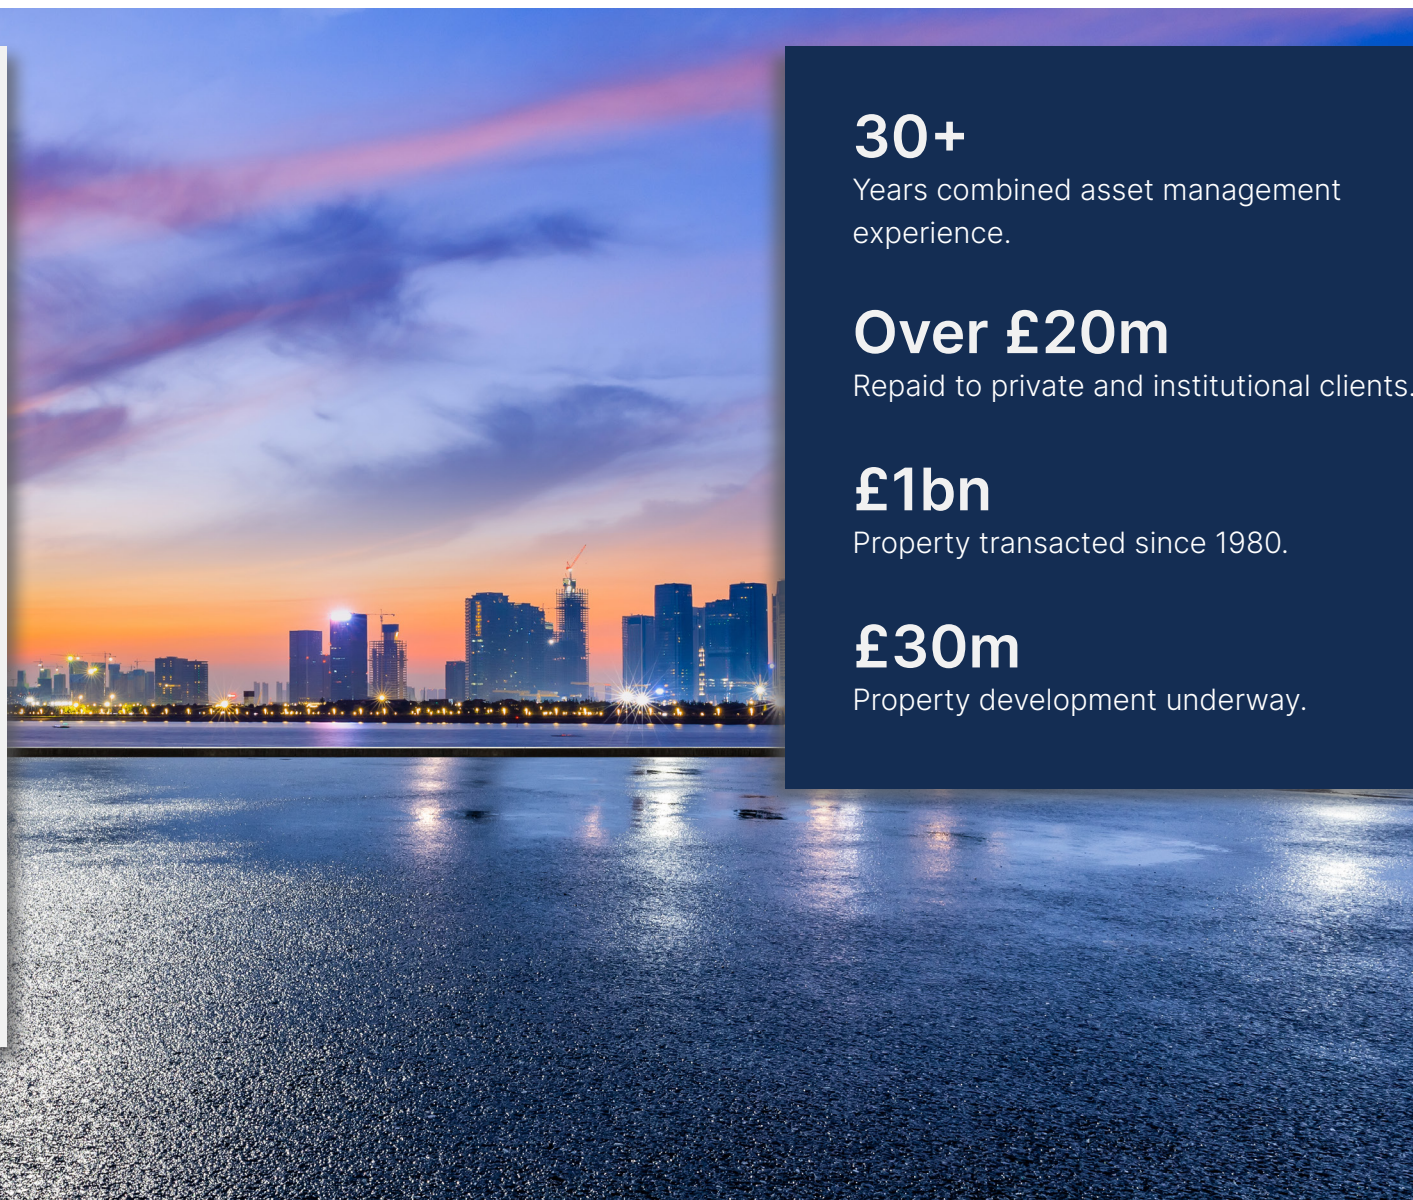 30+
Years combined asset management
experience.
Over £20m
Repaid to private and institutional clients.
£1bn
Property transacted since 1980.
£30m
Property development underway.